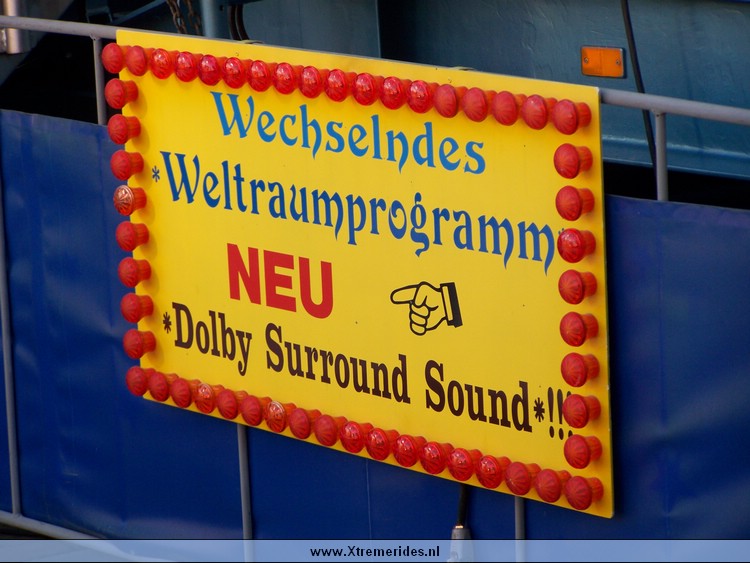 Wechselndes
*Weltraumprogramm*
NEU
*Dolby Surround Sound*!!!
www.Xtremerides.nl